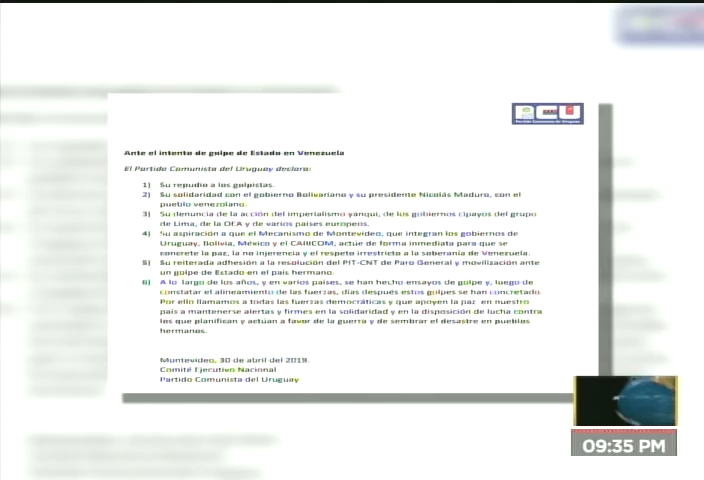 PCU
Partido Comunista de Uruguay
Ante el intento de golpe de Estado en Venezuela
El Partido Comunista del Uruguay declara:
1) Su repudio a los golpistas.
2) Su solidaridad con el gobierno Bolivariano y su presidente Nicolás Maduro, con el
pueblo venezolano.
3) Su denuncia de la acción del imperialismo yanqui, de los gobiernos cipayos del grupo
de Lima, de la OEA y de varios países europeos.
4) Su aspiración a que el Mecanismo de Montevideo, que integran los gobiernos de
Uruguay, Bolivia, México y el CARICOM, actúe de forma inmediata para que se
concrete la paz, la no injerencia y el respeto irrestricto a la soberanía de Venezuela.
5) Su reiterada adhesión a la resolución del PIT-CNT de Paro General y movilización ante
un golpe de Estado en el país hermano.
6) A lo largo de los años, y en varios países, se han hecho ensayos de golpe y, luego de
constatar el alineamiento de las fuerzas, días después estos golpes se han concretado.
Por ello llamamos a todas las fuerzas democráticas y que apoyen la paz en nuestro
país a mantenerse alertas y firmes en la solidaridad y en la disposición de lucha contra
los que planifican y actúan a favor de la guerra y de sembrar el desastre en pueblos
hermanos.
Montevideo, 30 de abril del 2019.
Comité Ejecutivo Nacional
Partido Comunista del Uruguay
09:35 PM